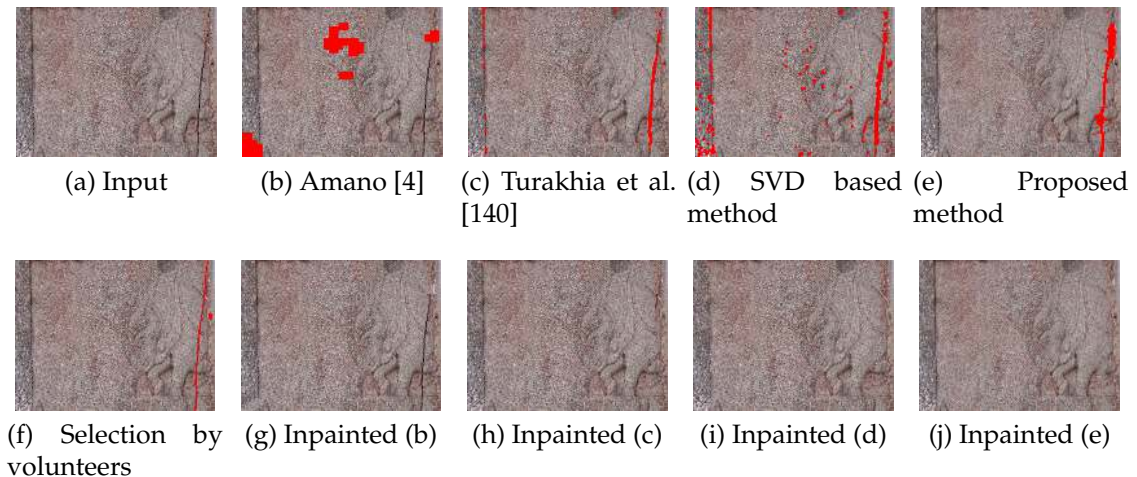 (a) Input
(b) Amano [4]
(c) Turakhia et al.
[140]
(d) SVD based
method
(e) Proposed
method
(f) Selection by
volunteers
(g) Inpainted (b)
(h) Inpainted (c)
(i) Inpainted (d)
(j) Inpainted (e)